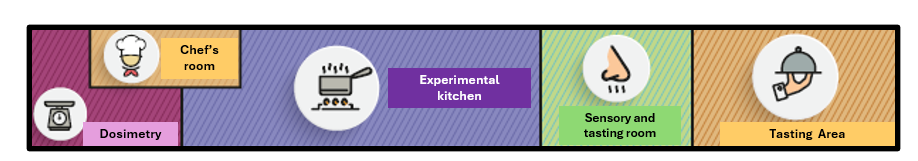 Chef's
room
Dosimetry
Experimental
kitchen
Sensory and
tasting room
Tasting Area